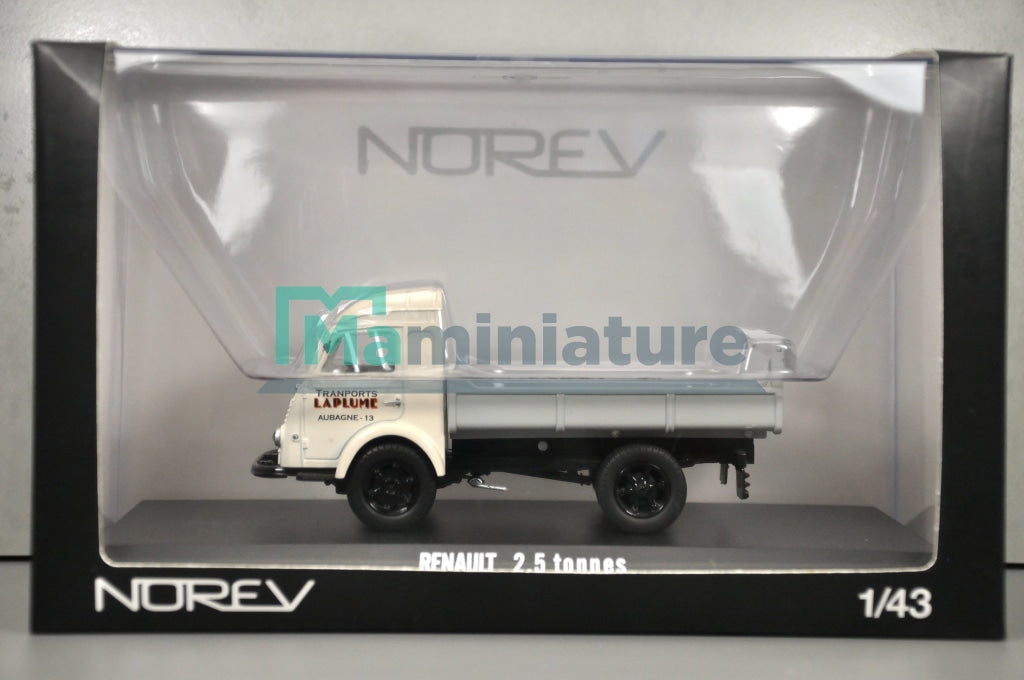 NOREV
Maminiature
TRANPORTS
LAPLUME
AUBAGNE - 13
RENAULT 2,5 tonnes
NOREV
1/43